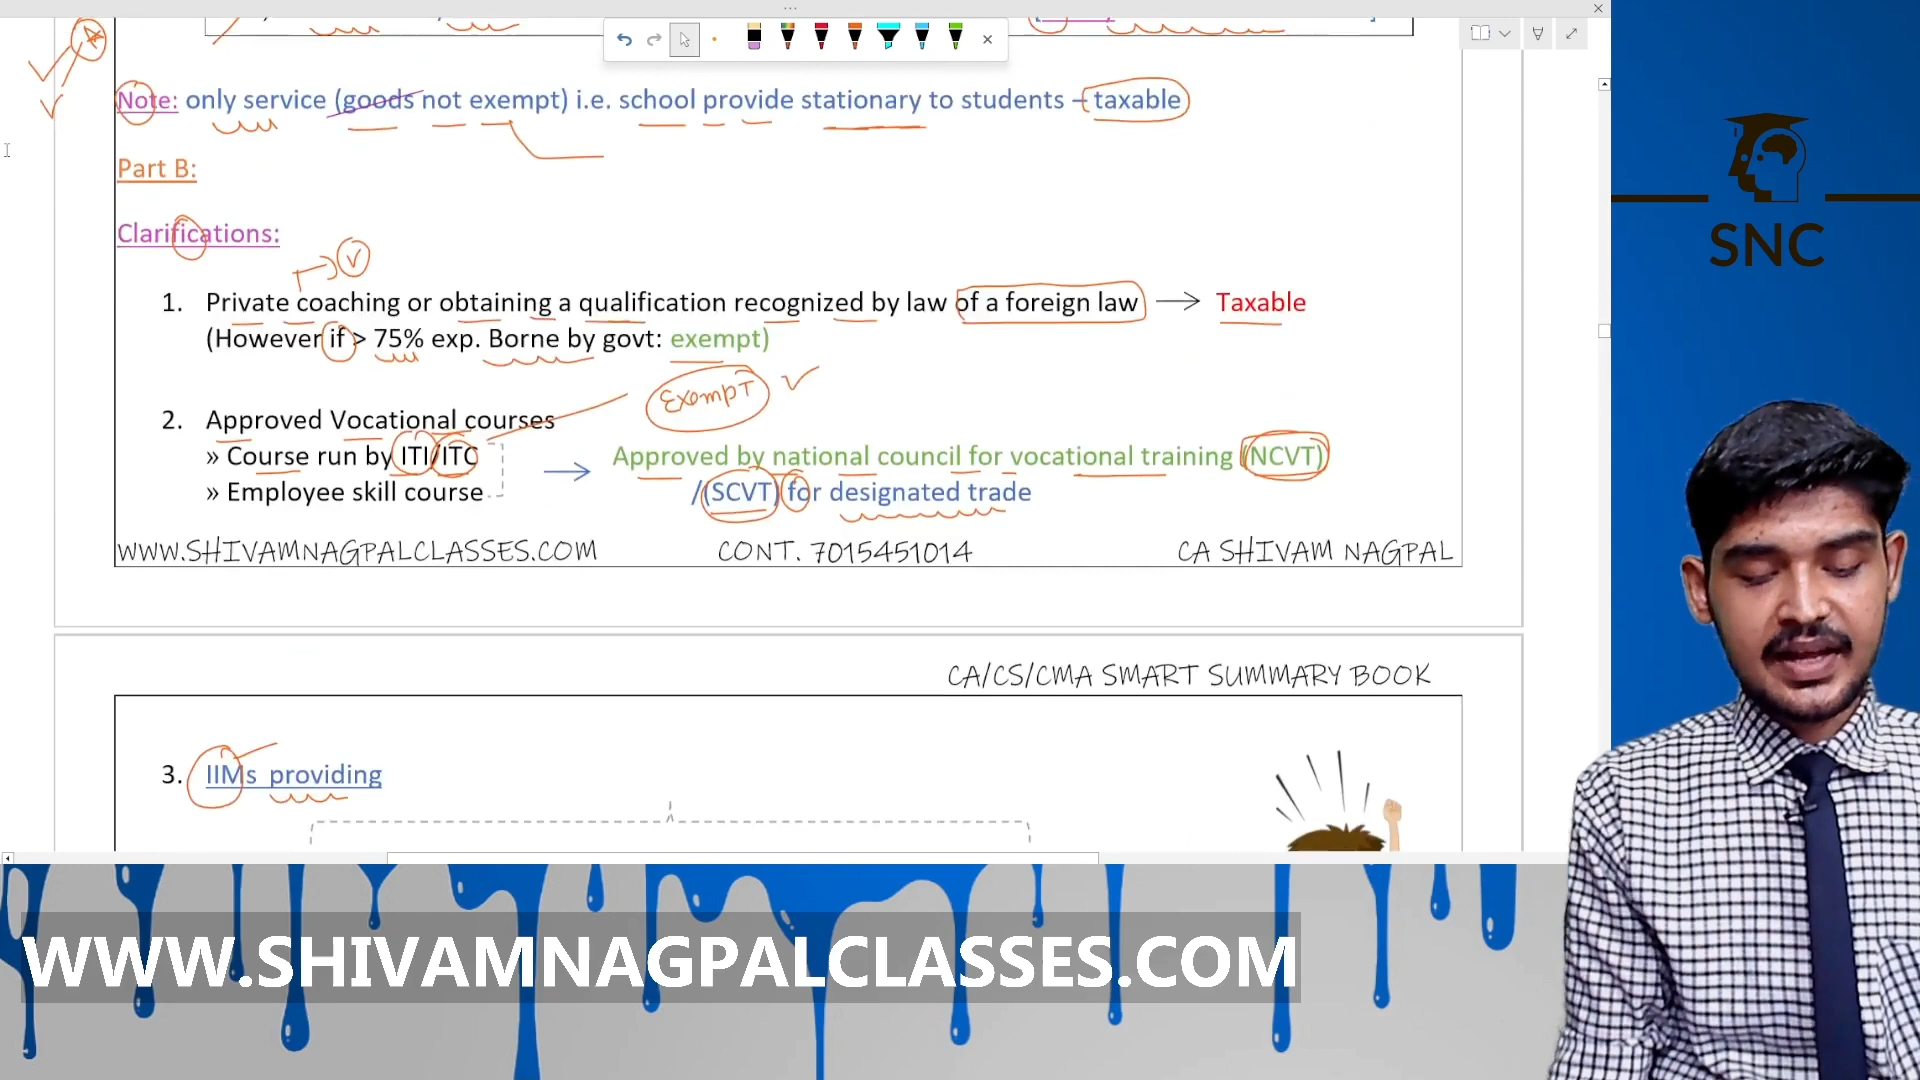 Note: only service (goods not exempt) i.e. school provide stationary to students – taxable
Part B:
Clarifications:
1. Private coaching or obtaining a qualification recognized by law of a foreign law → Taxable
(However if > 75% exp. Borne by govt: exempt)
Exempt
2. Approved Vocational courses
» Course run by ITI/ITC
» Employee skill course
Approved by national council for vocational training (NCVT)
/(SCVT) for designated trade
WWW.SHIVAMNAGPALCLASSES.COM CONT. 7015451014 CA SHIVAM NAGPAL
CA/CS/CMA SMART SUMMARY BOOK
3. IIMs providing
SNC
WWW.SHIVAMNAGPALCLASSES.COM